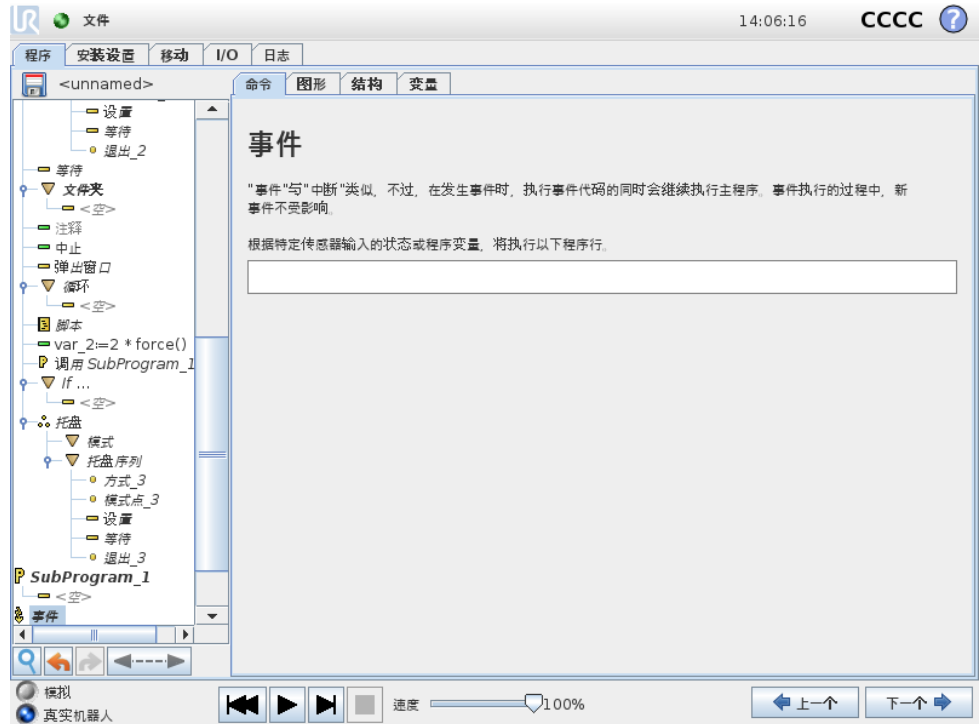 UR 文件 14:06:16 CCCC ?
程序 安装设置 移动 I/O 日志
<unnamed>
命令 图形 结构 变量
设置
等待
退出_2
等待
文件夹
<空>
注释
中止
弹出窗口
循环
<空>
脚本
var_2:=2 * force()
调用 SubProgram_1
If ...
<空>
托盘
模式
托盘序列
方式_3
模式点_3
设置
等待
退出_3
SubProgram_1
<空>
事件
事件
"事件"与"中断"类似，不过，在发生事件时，执行事件代码的同时会继续执行主程序。事件执行的过程中，新
事件不受影响。
根据特定传感器输入的状态或程序变量，将执行以下程序行。
模拟
真实机器人
速度 100%
上一个 下一个